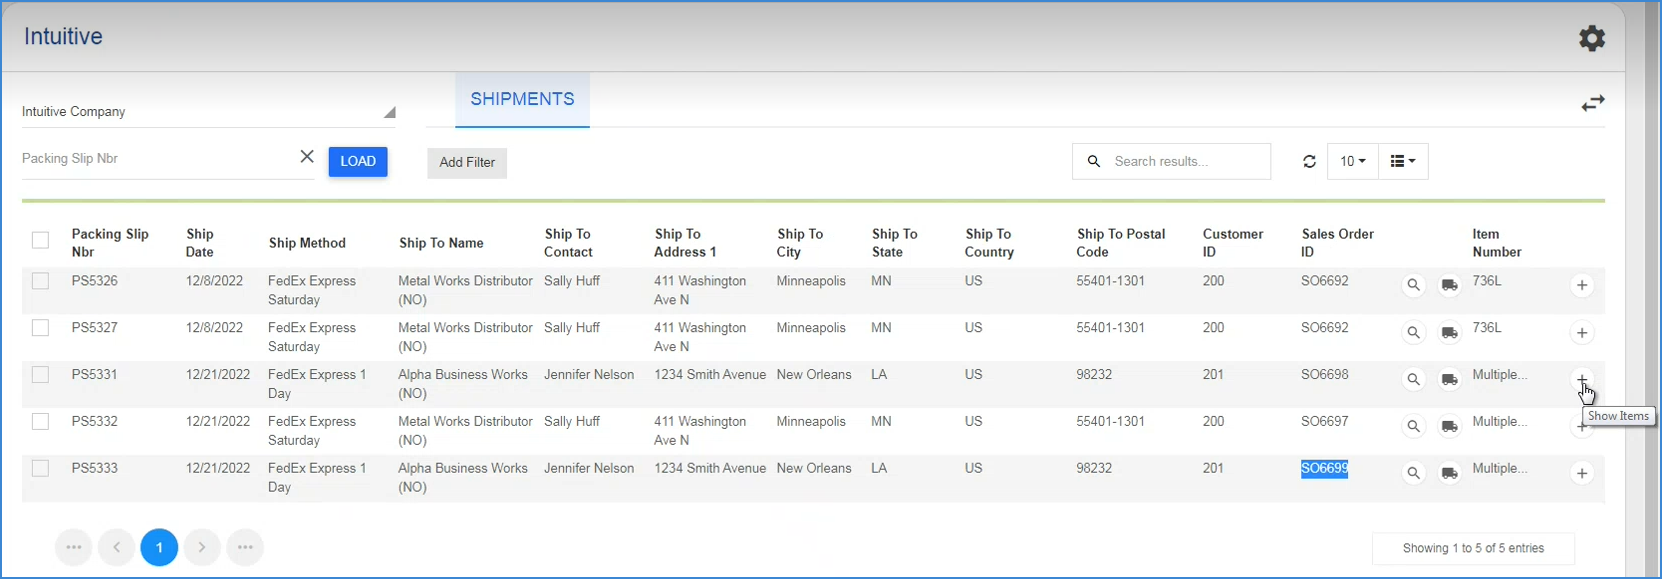 Intuitive
Intuitive Company
SHIPMENTS
Packing Slip Nbr
LOAD
Add Filter
Search results...
10
Packing Slip Nbr Ship Date Ship Method Ship To Name Ship To Contact Ship To Address 1 Ship To City Ship To State Ship To Country Ship To Postal Code Customer ID Sales Order ID Item Number
PS5326 12/8/2022 FedEx Express Saturday Metal Works Distributor (NO) Sally Huff 411 Washington Ave N Minneapolis MN US 55401-1301 200 SO6692 736L
PS5327 12/8/2022 FedEx Express Saturday Metal Works Distributor (NO) Sally Huff 411 Washington Ave N Minneapolis MN US 55401-1301 200 SO6692 736L
PS5331 12/21/2022 FedEx Express 1 Day Alpha Business Works (NO) Jennifer Nelson 1234 Smith Avenue New Orleans LA US 98232 201 SO6698 Multiple...
Show Items
PS5332 12/21/2022 FedEx Express Saturday Metal Works Distributor (NO) Sally Huff 411 Washington Ave N Minneapolis MN US 55401-1301 200 SO6697 Multiple...
PS5333 12/21/2022 FedEx Express 1 Day Alpha Business Works (NO) Jennifer Nelson 1234 Smith Avenue New Orleans LA US 98232 201 SO6699 Multiple...
... 1 ...
Showing 1 to 5 of 5 entries